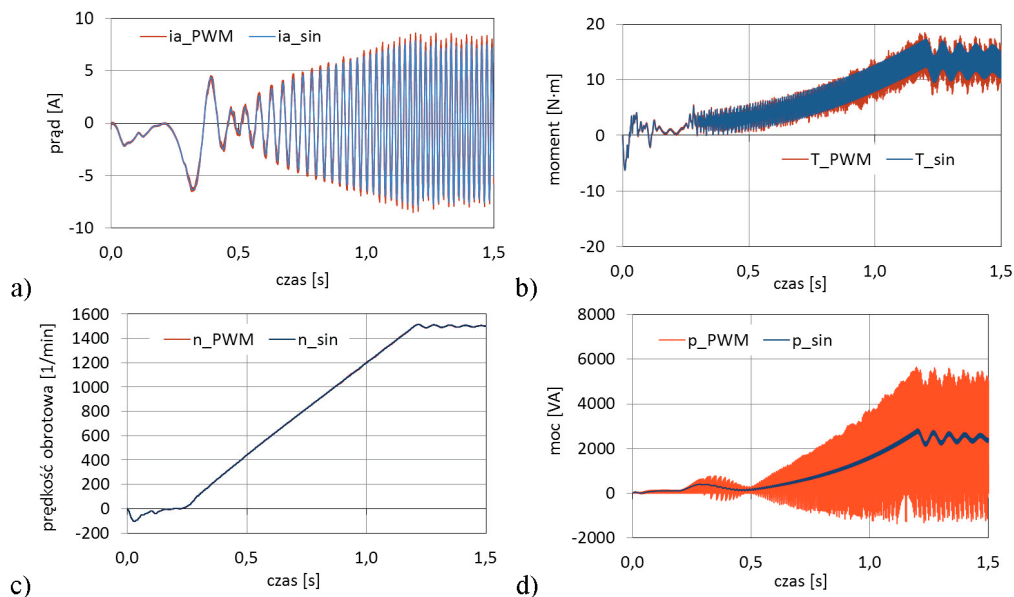 10
5
0
-5
-10
prąd [A]
ia_PWM ia_sin
0,0 0,5 1,0 1,5
czas [s]
a)
20
10
0
-10
-20
moment [N·m]
T_PWM T_sin
0,0 0,5 1,0 1,5
czas [s]
b)
1600
1400
1200
1000
800
600
400
200
0
-200
prędkość obrotowa [1/min]
n_PWM n_sin
0,0 0,5 1,0 1,5
czas [s]
c)
8000
6000
4000
2000
0
-2000
moc [VA]
p_PWM p_sin
0,0 0,5 1,0 1,5
czas [s]
d)